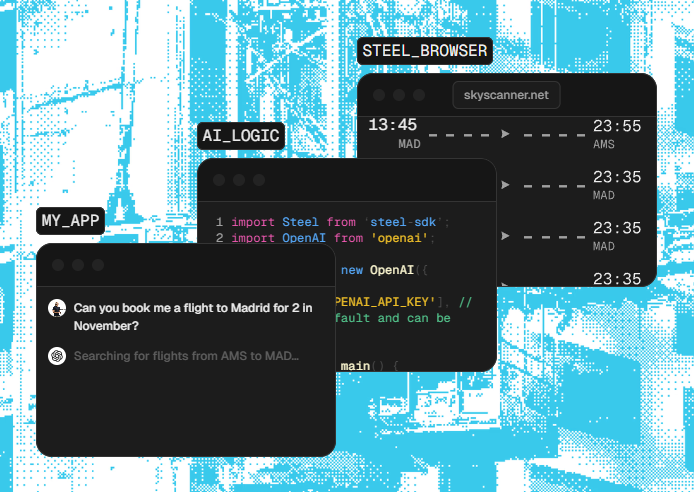 STEEL_BROWSER
skyscanner.net
13:45
23:55
MAD
AMS
23:35
MAD
23:35
MAD
23:35
AI_LOGIC
1 import Steel from 'steel-sdk';
2 import OpenAI from 'openai';
new OpenAI({
PENAI_API_KEY'], //
fault and can be
main() {
MY_APP
Can you book me a flight to Madrid for 2 in
November?
Searching for flights from AMS to MAD...